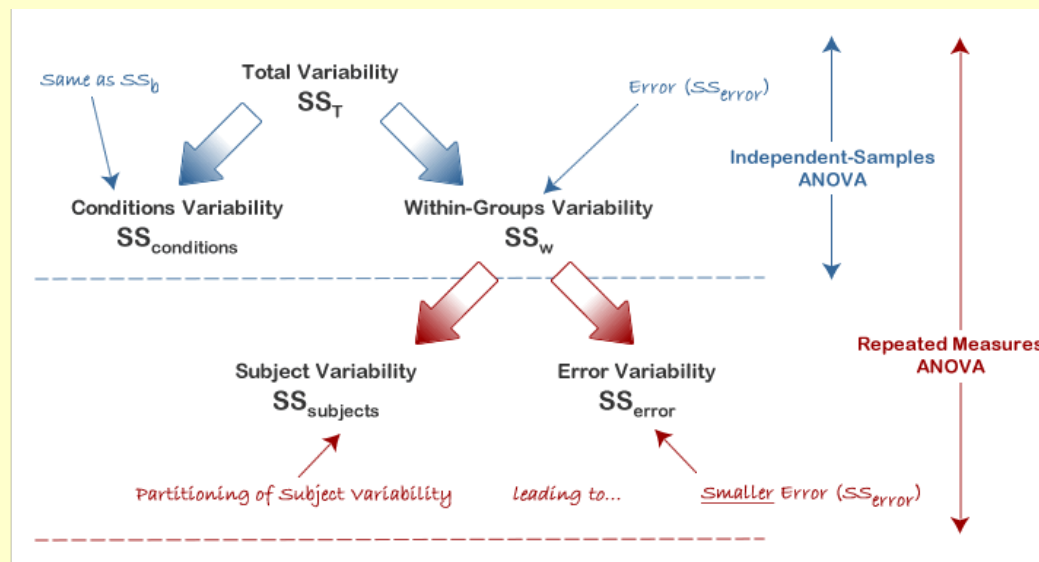 Total Variability
SS_T
Same as SS_b
Error (SS_error)
Independent-Samples
ANOVA
Conditions Variability
SS_conditions
Within-Groups Variability
SS_w
Repeated Measures
ANOVA
Subject Variability
SS_subjects
Error Variability
SS_error
Partitioning of Subject Variability
leading to...
Smaller Error (SS_error)